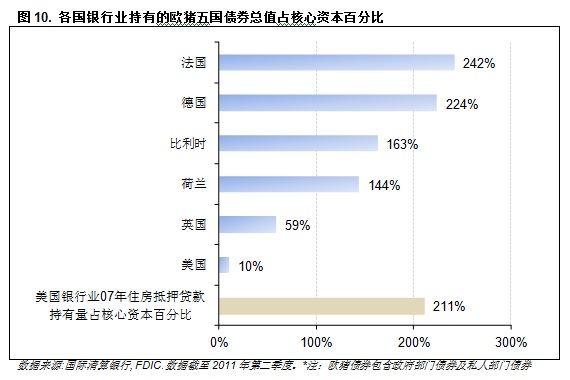 图 10. 各国银行业持有的欧猪五国债券总值占核心资本百分比
法国
242%
德国
224%
比利时
163%
荷兰
144%
英国
59%
美国
10%
美国银行业07年住房抵押贷款
持有量占核心资本百分比
211%
0%
100%
200%
300%
数据来源:国际清算银行, FDIC. 数据截至 2011 年第二季度。*注：欧猪债券包含政府部门债券及私人部门债券